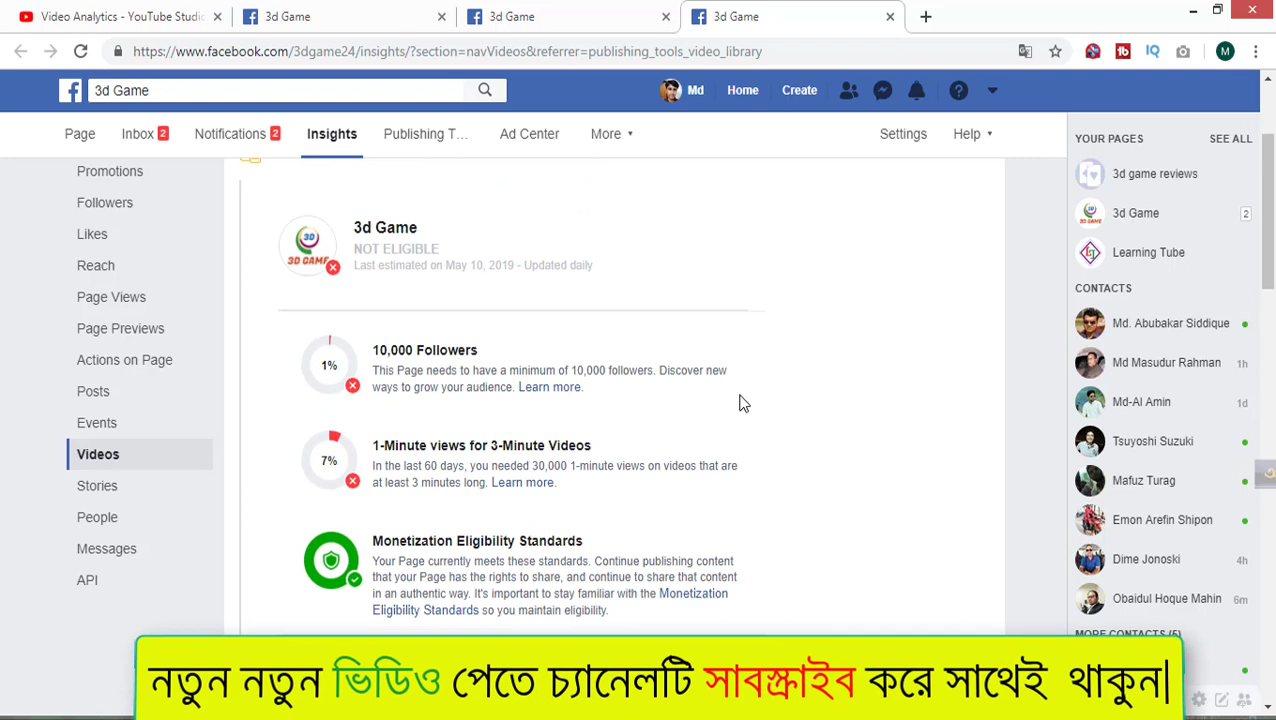 Video Analytics - YouTube Studi
3d Game
3d Game
3d Game
https://www.facebook.com/3dgame24/insights/?section=navVideos&referrer=publishing_tools_video_library
M
3d Game
Md
Home
Create
Page
Inbox 2
Notifications 2
Insights
Publishing T…
Ad Center
More
Settings
Help
Promotions
Followers
Likes
Reach
Page Views
Page Previews
Actions on Page
Posts
Events
Videos
Stories
People
Messages
API
3D GAME
3d Game
NOT ELIGIBLE
Last estimated on May 10, 2019 - Updated daily
1%
10,000 Followers
This Page needs to have a minimum of 10,000 followers. Discover new
ways to grow your audience. Learn more.
7%
1-Minute views for 3-Minute Videos
In the last 60 days, you needed 30,000 1-minute views on videos that are
at least 3 minutes long. Learn more.
Monetization Eligibility Standards
Your Page currently meets these standards. Continue publishing content
that your Page has the rights to share, and continue to share that content
in an authentic way. It's important to stay familiar with the Monetization
Eligibility Standards so you maintain eligibility.
YOUR PAGES SEE ALL
3d game reviews
3d Game 2
Learning Tube
CONTACTS
Md. Abubakar Siddique
Md Masudur Rahman 1h
Md-Al Amin 1d
Tsuyoshi Suzuki
Mafuz Turag
Emon Arefin Shipon
Dime Jonoski 4h
Obaidul Hoque Mahin 6m
MORE CONTACTS (5)
নতুন নতুন ভিডিও পেতে চ্যানেলটি সাবস্ক্রাইব করে সাথেই থাকুন|